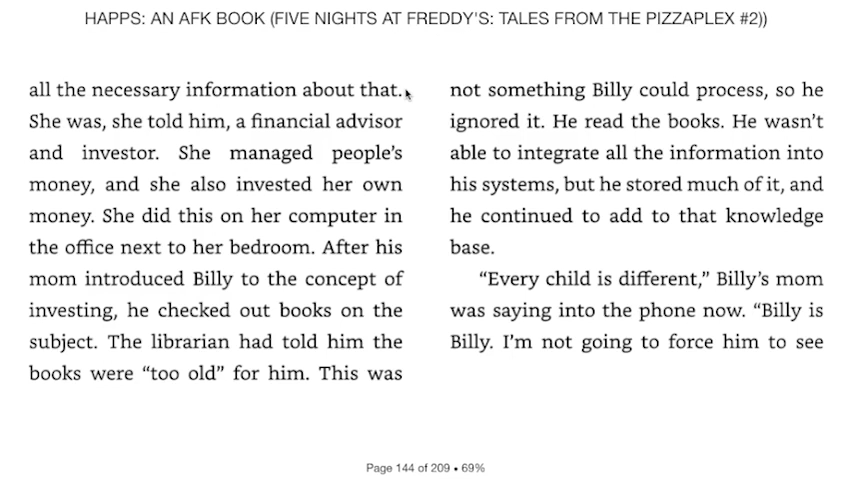 HAPPS: AN AFK BOOK (FIVE NIGHTS AT FREDDY'S: TALES FROM THE PIZZAPLEX #2))
all the necessary information about that.
She was, she told him, a financial advisor
and investor. She managed people’s
money, and she also invested her own
money. She did this on her computer in
the office next to her bedroom. After his
mom introduced Billy to the concept of
investing, he checked out books on the
subject. The librarian had told him the
books were “too old” for him. This was
not something Billy could process, so he
ignored it. He read the books. He wasn’t
able to integrate all the information into
his systems, but he stored much of it, and
he continued to add to that knowledge
base.
“Every child is different,” Billy’s mom
was saying into the phone now. “Billy is
Billy. I’m not going to force him to see
Page 144 of 209 • 69%